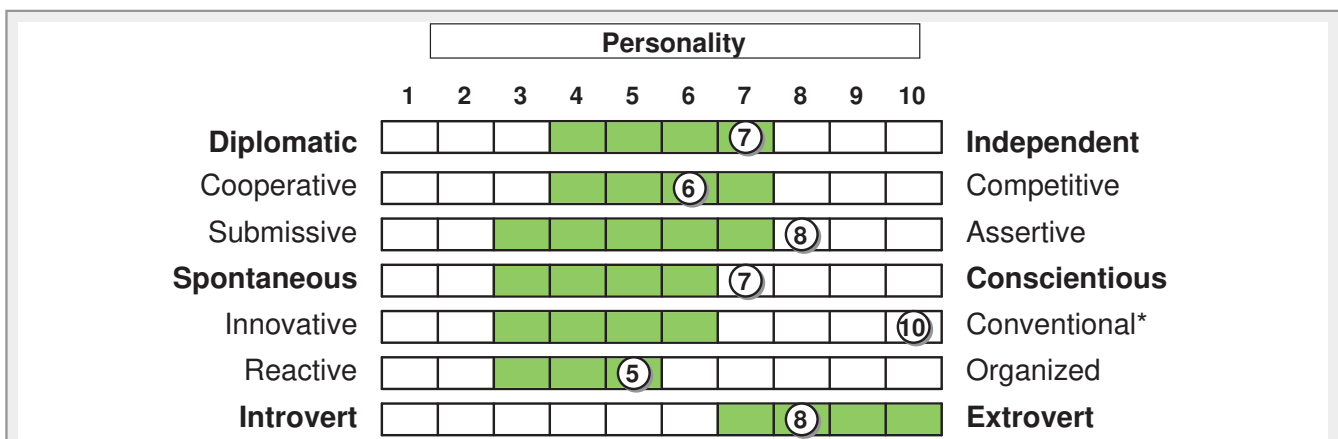 Personality
1 2 3 4 5 6 7 8 9 10
Diplomatic 7 Independent
Cooperative 6 Competitive
Submissive 8 Assertive
Spontaneous 7 Conscientious
Innovative 10 Conventional*
Reactive 5 Organized
Introvert 8 Extrovert